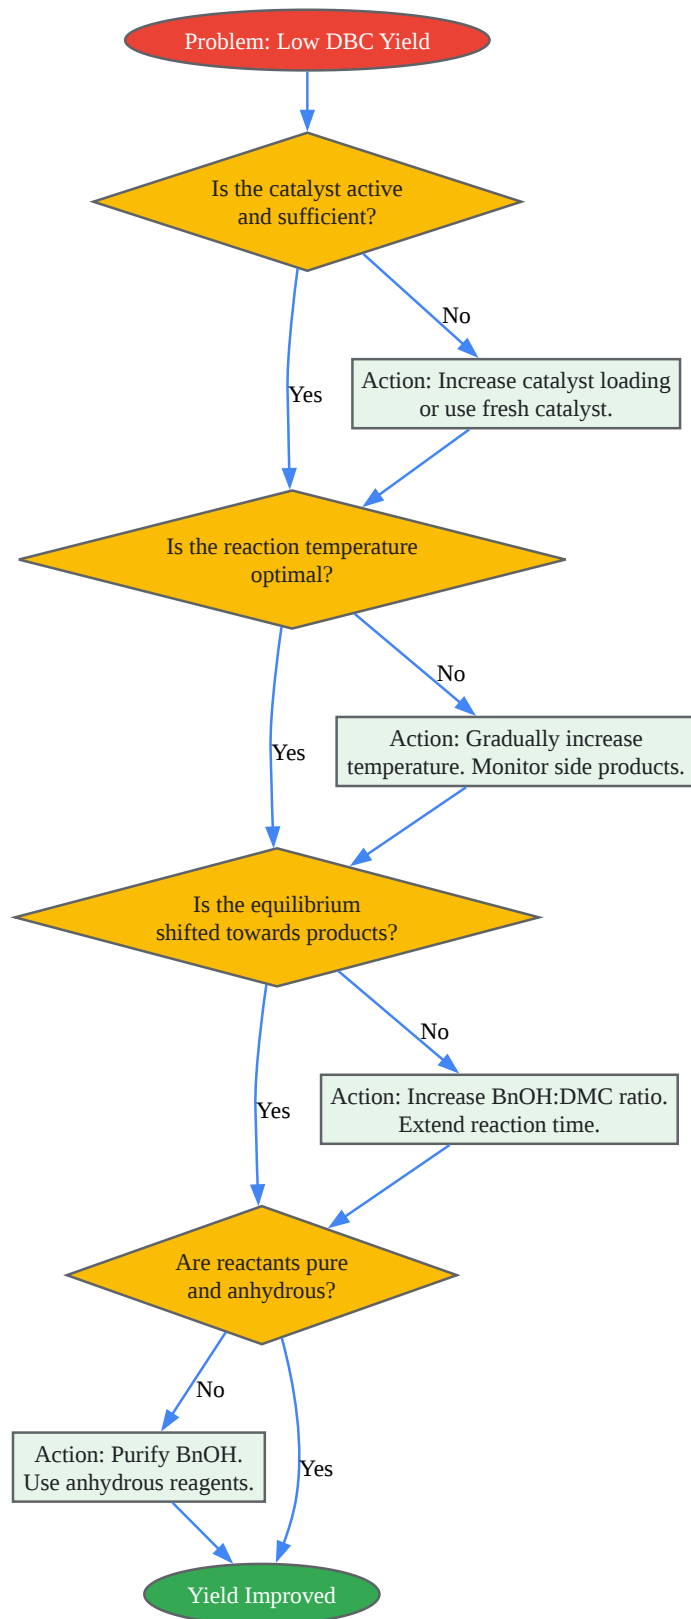 Problem: Low DBC Yield
Is the catalyst active
and sufficient?
No
Yes
Action: Increase catalyst loading
or use fresh catalyst.
Is the reaction temperature
optimal?
No
Yes
Action: Gradually increase
temperature. Monitor side products.
Is the equilibrium
shifted towards products?
No
Yes
Action: Increase BnOH:DMC ratio.
Extend reaction time.
Are reactants pure
and anhydrous?
No
Yes
Action: Purify BnOH.
Use anhydrous reagents.
Yield Improved